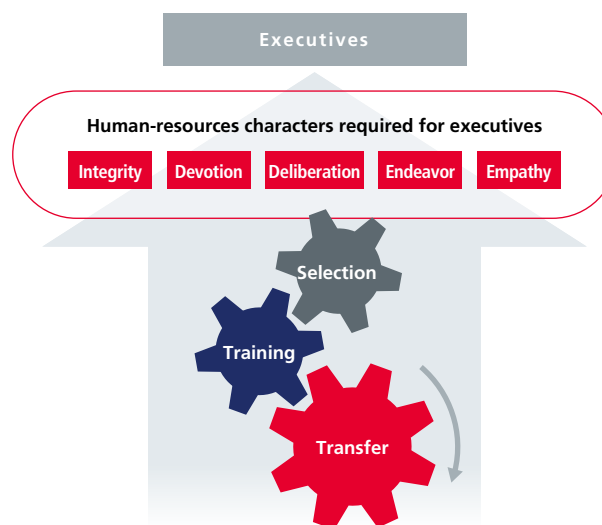 Executives
Human-resources characters required for executives
Integrity Devotion Deliberation Endeavor Empathy
Selection
Training
Transfer